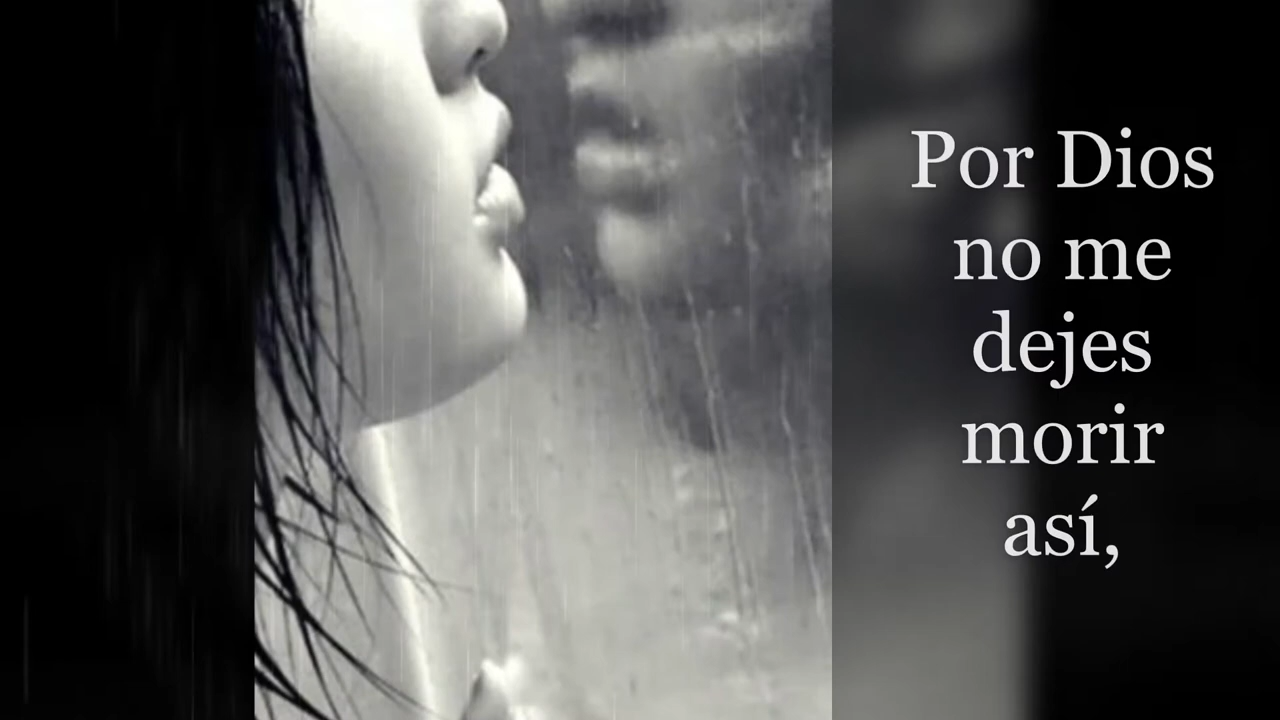 Por Dios
no me
dejes
morir
así,